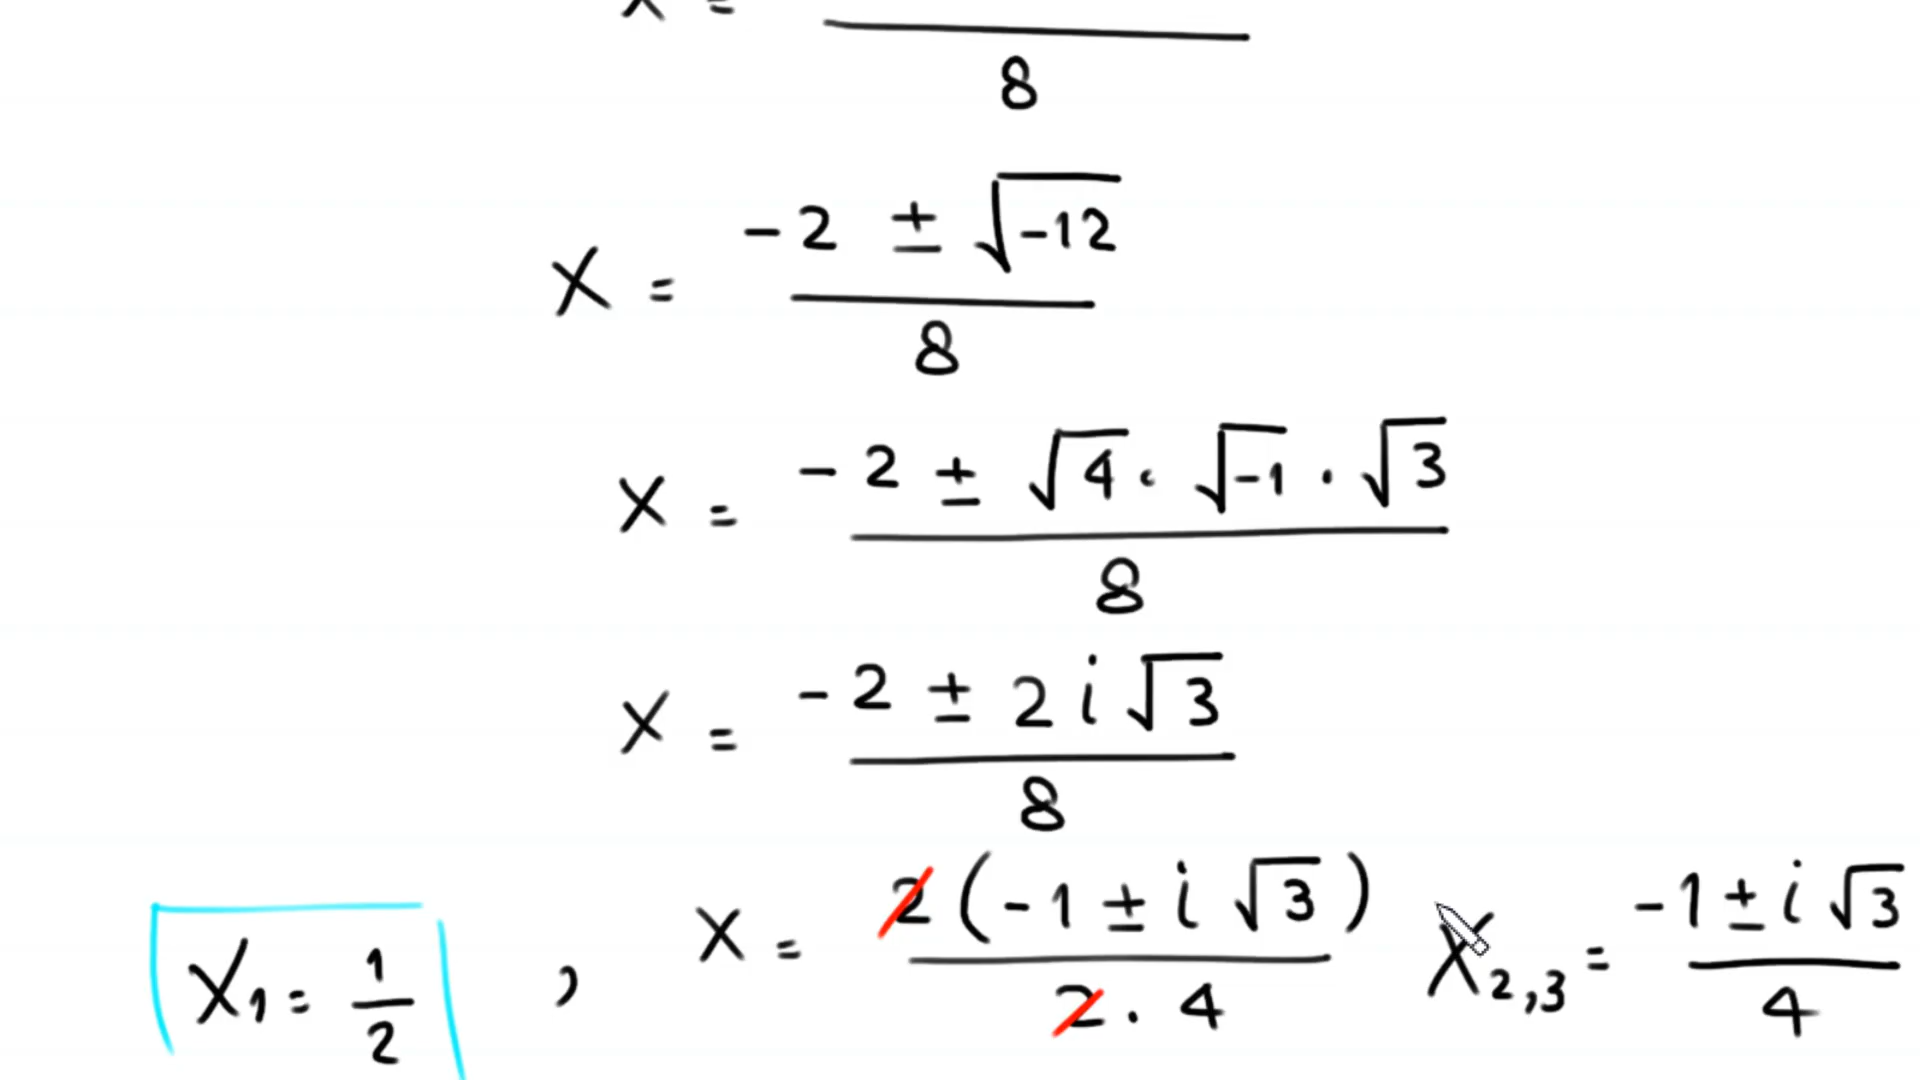 x = ―
8
x = (-2 ± √-12) / 8
x = (-2 ± √4 · √-1 · √3) / 8
x = (-2 ± 2 i √3) / 8
x₁ = 1/2 , x = 2(-1 ± i √3) / 2 · 4 x₂,₃ = (-1 ± i √3) / 4